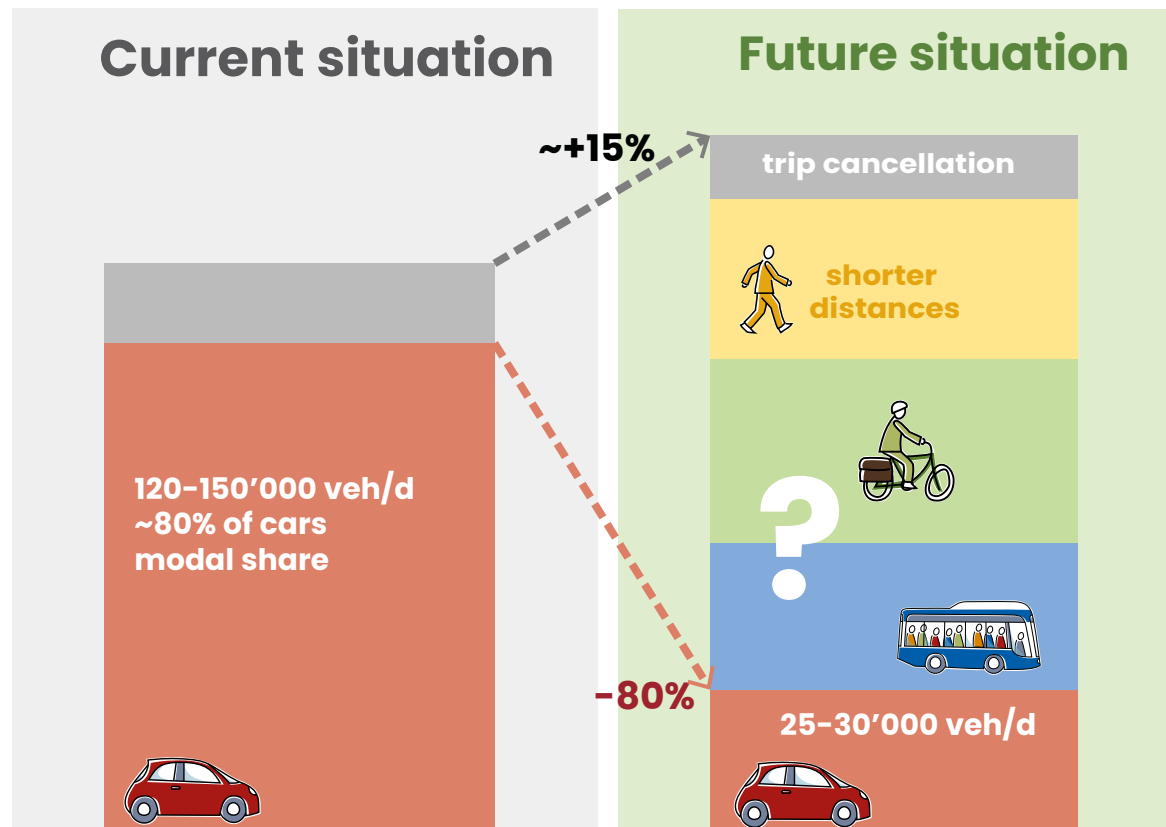 Current situation
Future situation
~+15%
trip cancellation
shorter
distances
120-150’000 veh/d
~80% of cars
modal share
?
-80%
25-30’000 veh/d